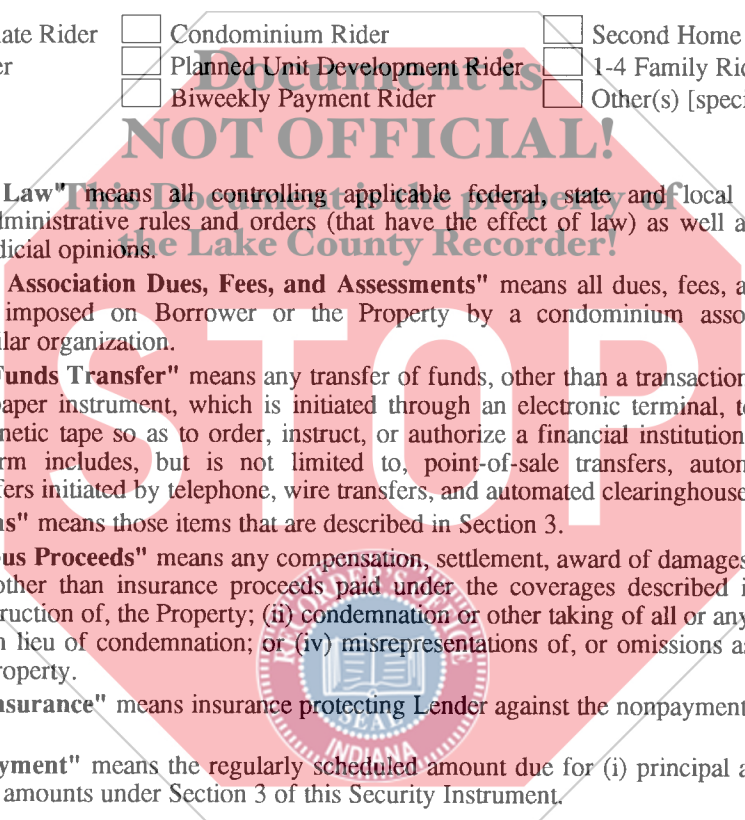 ate Rider Condominium Rider Second Home
er Planned Unit Development Rider 1-4 Family Rid
Biweekly Payment Rider Other(s) [speci
Document is
NOT OFFICIAL!
This Document is the property of
the Lake County Recorder!
Law" means all controlling applicable federal, state and local
dministrative rules and orders (that have the effect of law) as well a
dicial opinions.
Association Dues, Fees, and Assessments" means all dues, fees, a
imposed on Borrower or the Property by a condominium asso
ilar organization.
Funds Transfer" means any transfer of funds, other than a transaction
paper instrument, which is initiated through an electronic terminal, te
netic tape so as to order, instruct, or authorize a financial institution
rm includes, but is not limited to, point-of-sale transfers, autom
fers initiated by telephone, wire transfers, and automated clearinghouse
STOP
ns" means those items that are described in Section 3.
ous Proceeds" means any compensation, settlement, award of damages
other than insurance proceeds paid under the coverages described i
ruction of, the Property; (ii) condemnation or other taking of all or any
n lieu of condemnation; or (iv) misrepresentations of, or omissions as
roperty.
nsurance" means insurance protecting Lender against the nonpayment
yment" means the regularly scheduled amount due for (i) principal a
amounts under Section 3 of this Security Instrument.
RECORDER'S OFFICE
SEAL
INDIANA